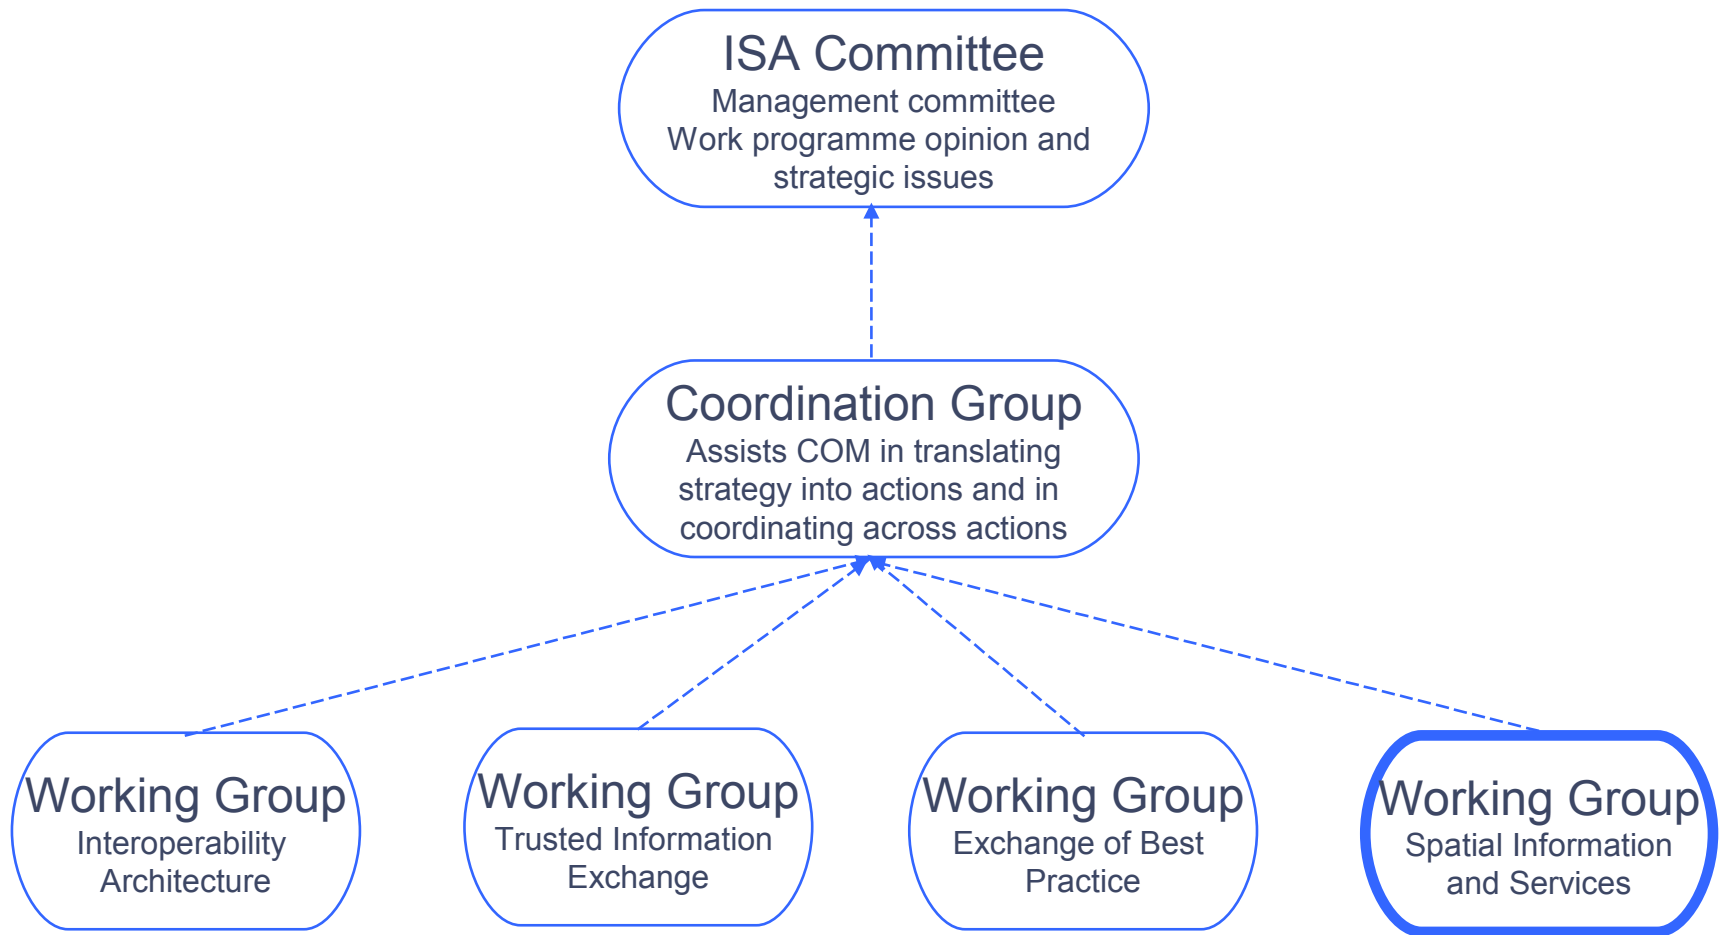 ISA Committee
Management committee
Work programme opinion and
strategic issues
Coordination Group
Assists COM in translating
strategy into actions and in
coordinating across actions
Working Group
Interoperability
Architecture
Working Group
Trusted Information
Exchange
Working Group
Exchange of Best
Practice
Working Group
Spatial Information
and Services